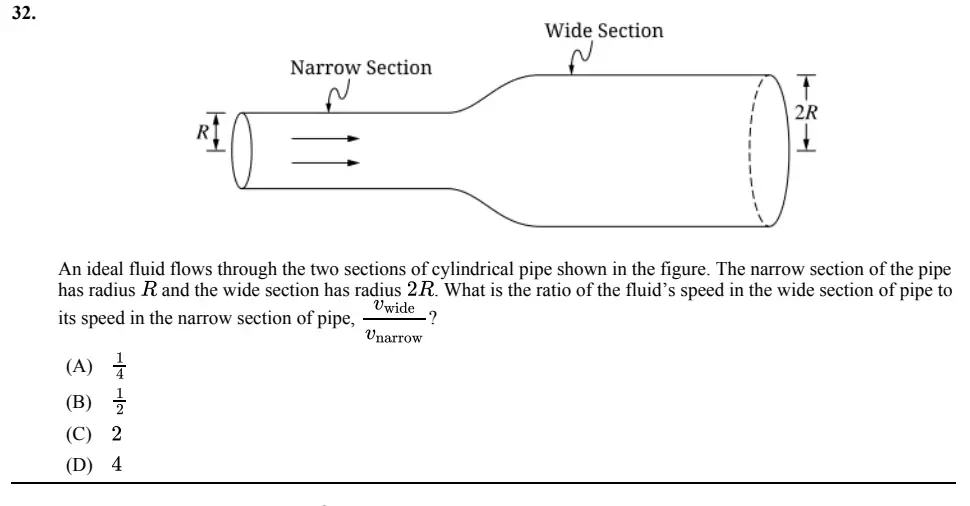 32.
Wide Section
Narrow Section
R
2R
An ideal fluid flows through the two sections of cylindrical pipe shown in the figure. The narrow section of the pipe
has radius R and the wide section has radius 2R. What is the ratio of the fluid’s speed in the wide section of pipe to
its speed in the narrow section of pipe, v_wide/v_narrow?
(A) 1/4
(B) 1/2
(C) 2
(D) 4